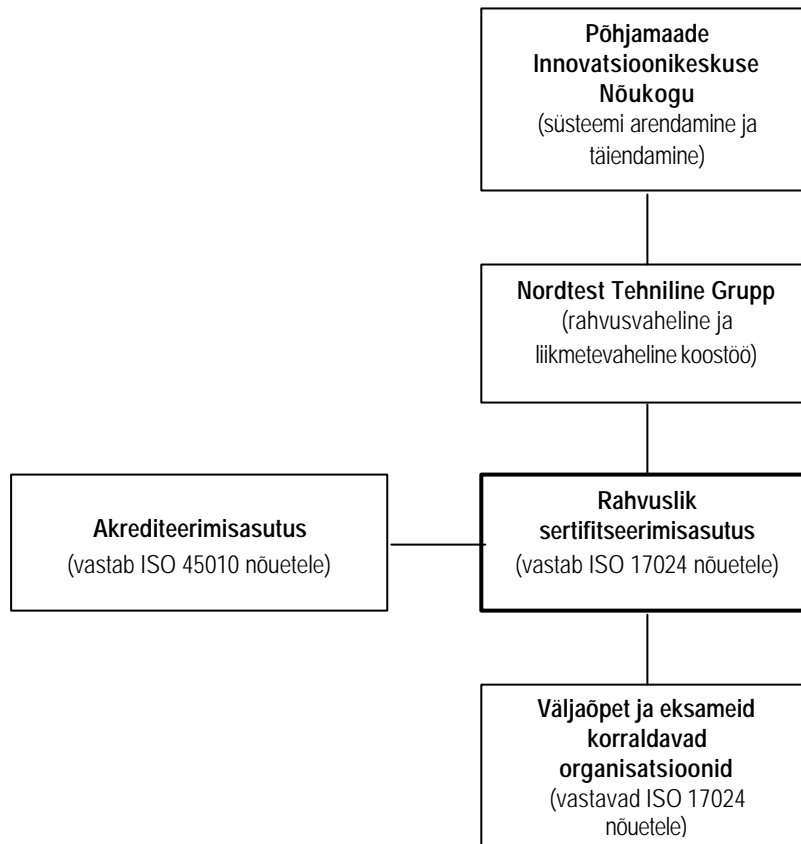 Põhjamaade
Innovatsioonikeskuse
Nõukogu
(süsteemi arendamine ja
täiendamine)
Nordtest Tehniline Grupp
(rahvusvaheline ja
liikmetevaheline koostöö)
Akrediteerimisasutus
(vastab ISO 45010 nõuetele)
Rahvuslik
sertifitseerimisasutus
(vastab ISO 17024 nõuetele)
Väljaõpet ja eksameid
korraldavad
organisatsioonid
(vastavad ISO 17024
nõuetele)